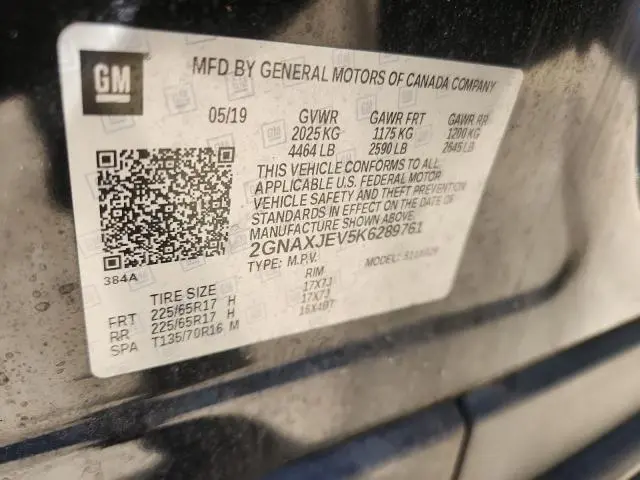 GM
MFD BY GENERAL MOTORS OF CANADA COMPANY
05/19 GVWR GAWR FRT GAWR RR
2025 KG 1175 KG 1200 KG
4464 LB 2590 LB 2645 LB
THIS VEHICLE CONFORMS TO ALL
APPLICABLE U.S. FEDERAL MOTOR
VEHICLE SAFETY AND THEFT PREVENTION
STANDARDS IN EFFECT ON THE DATE OF
MANUFACTURE SHOWN ABOVE.
2GNAXJEV5K6289761
TYPE: M.P.V. MODEL:
384A
TIRE SIZE RIM
FRT 225/65R17 H 17X7J
RR 225/65R17 H 17X7J
SPA T135/70R16 M 16X4BT